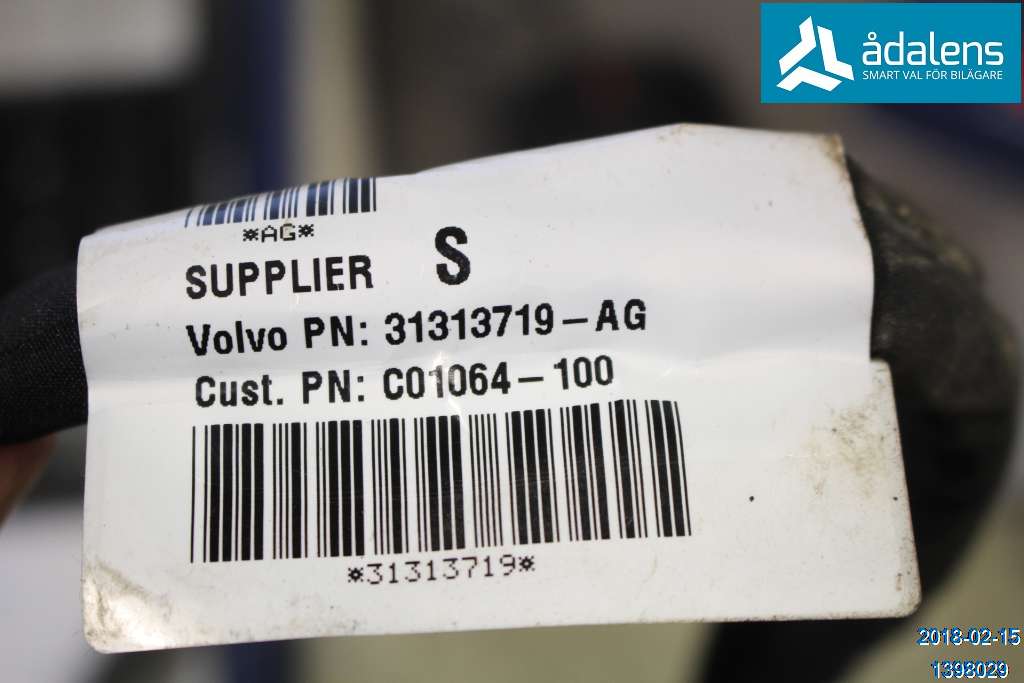 ådalens
SMART VAL FÖR BILÄGARE
*AG*
SUPPLIER S
Volvo PN: 31313719-AG
Cust. PN: C01064-100
*31313719*
2018-02-15
1398029